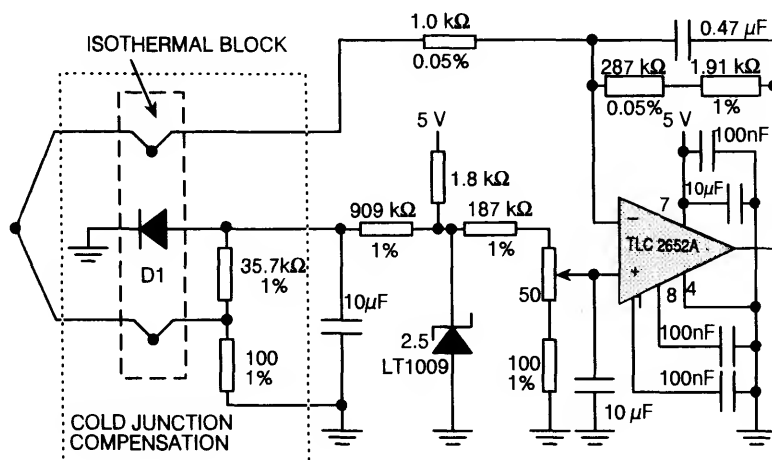 1.0 kΩ
0.05%
0.47 µF
ISOTHERMAL BLOCK
287 kΩ
0.05%
1.91 kΩ
1%
5 V
5 V
100nF
1.8 kΩ
10µF
7
909 kΩ
1%
187 kΩ
1%
−
TLC 2652A
+
D1
35.7kΩ
1%
10µF
50
1
8
4
2.5
LT1009
100
1%
100
1%
100nF
100nF
10 µF
COLD JUNCTION
COMPENSATION